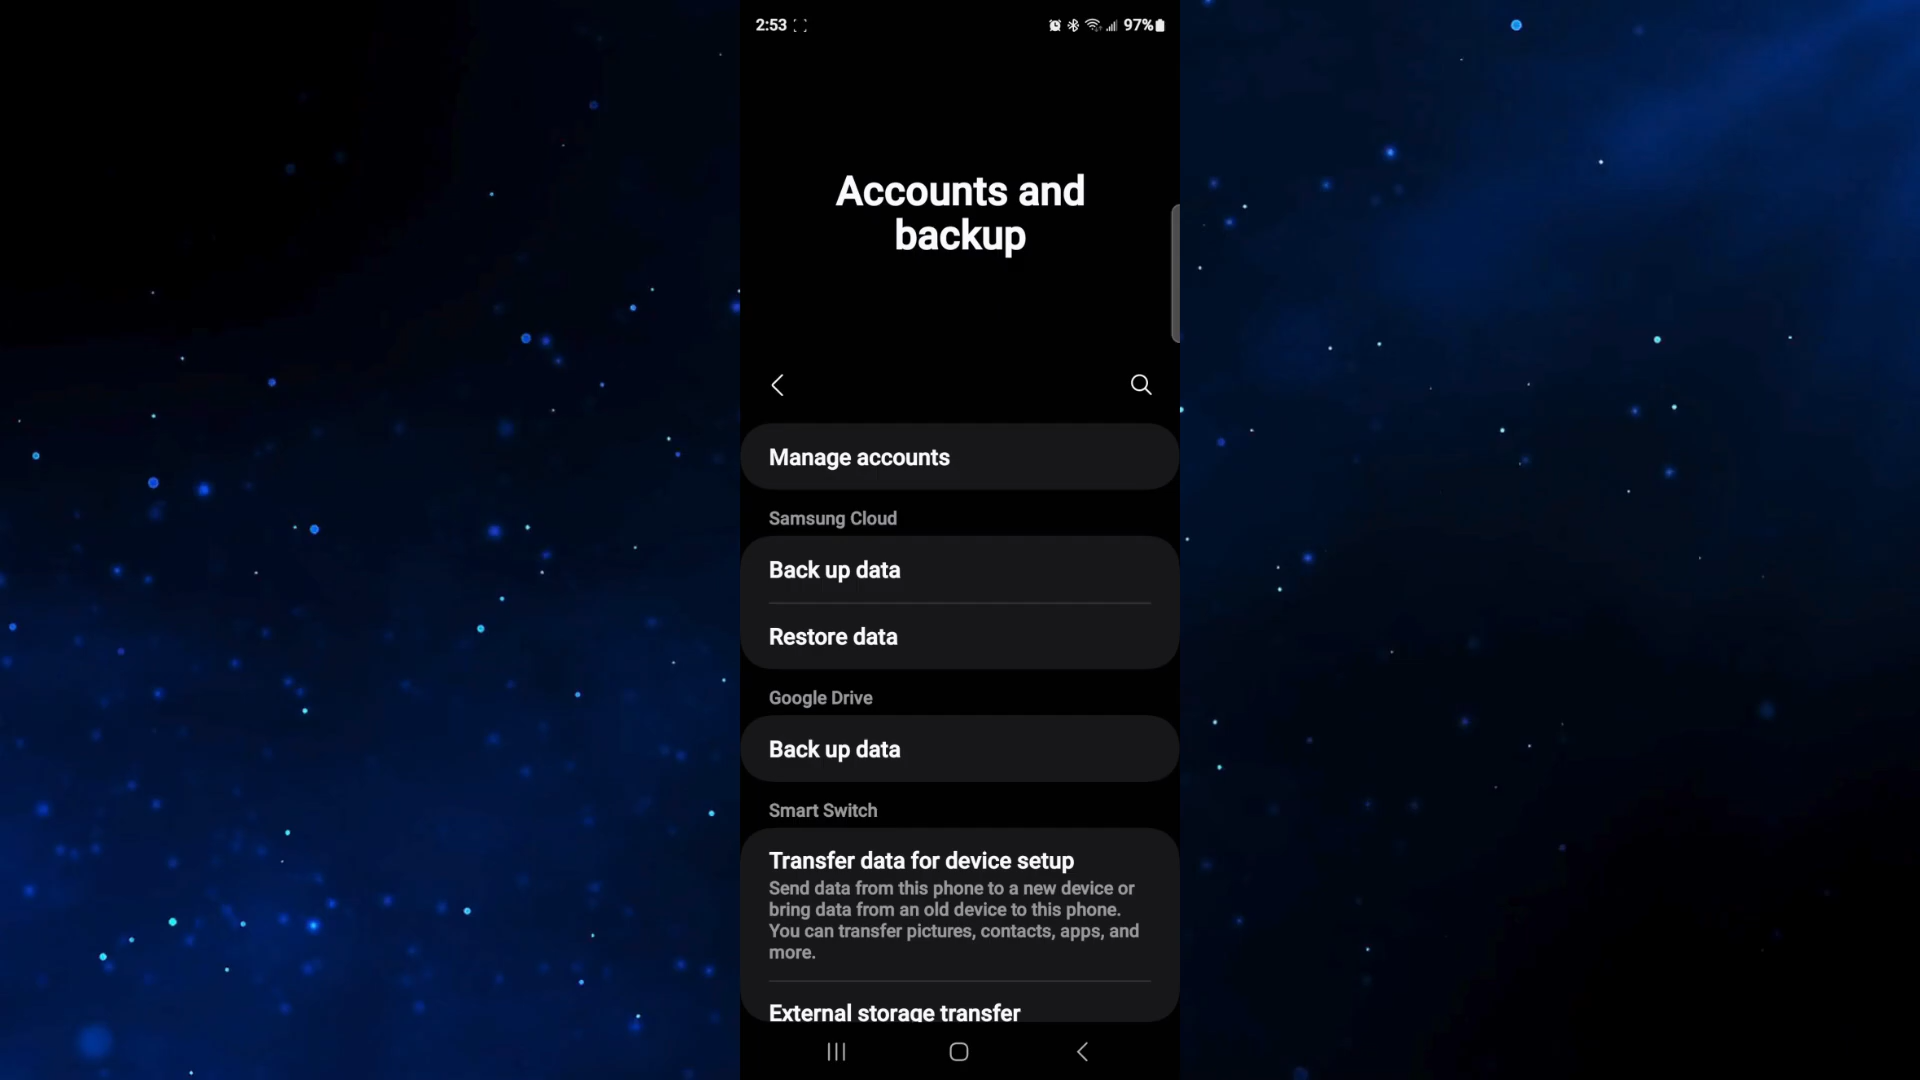 2:53
97%
Accounts and
backup
Manage accounts
Samsung Cloud
Back up data
Restore data
Google Drive
Back up data
Smart Switch
Transfer data for device setup
Send data from this phone to a new device or
bring data from an old device to this phone.
You can transfer pictures, contacts, apps, and
more.
External storage transfer